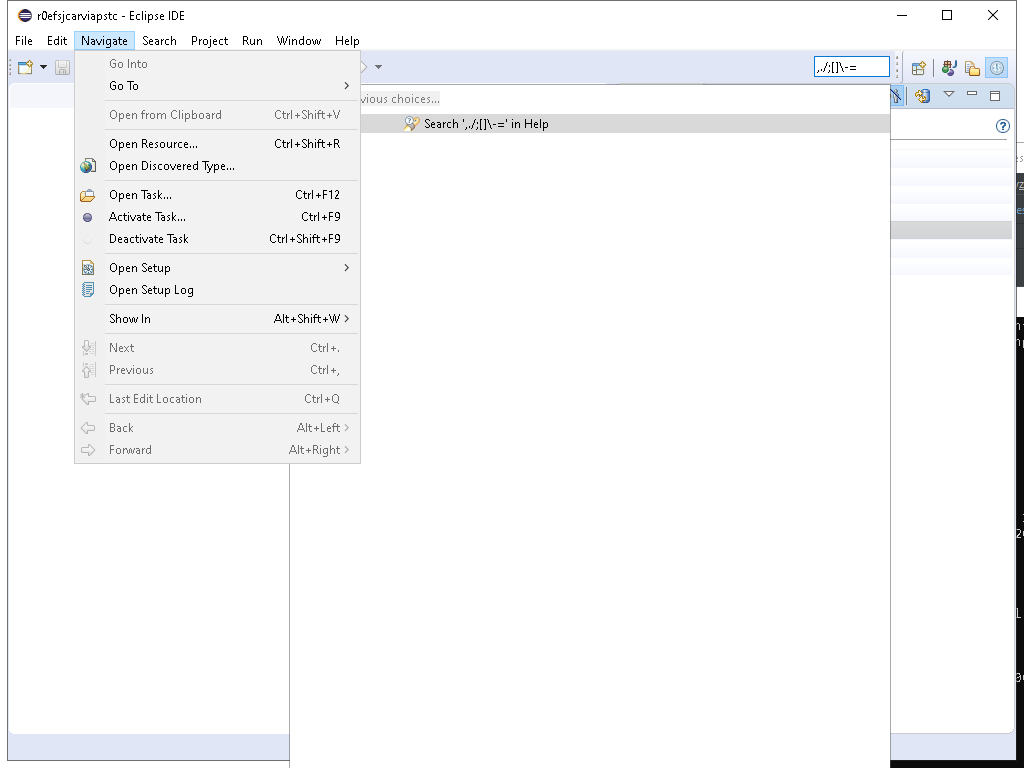 r0efsjcarviapstc - Eclipse IDE
File Edit Navigate Search Project Run Window Help
,./;[]\-=
Go Into
Go To
vious choices...
Open from Clipboard Ctrl+Shift+V
Search ',./;[]\-=' in Help
Open Resource... Ctrl+Shift+R
Open Discovered Type...
Open Task... Ctrl+F12
Activate Task... Ctrl+F9
Deactivate Task Ctrl+Shift+F9
Open Setup
Open Setup Log
Show In Alt+Shift+W
Next Ctrl+.
Previous Ctrl+,
Last Edit Location Ctrl+Q
Back Alt+Left
Forward Alt+Right